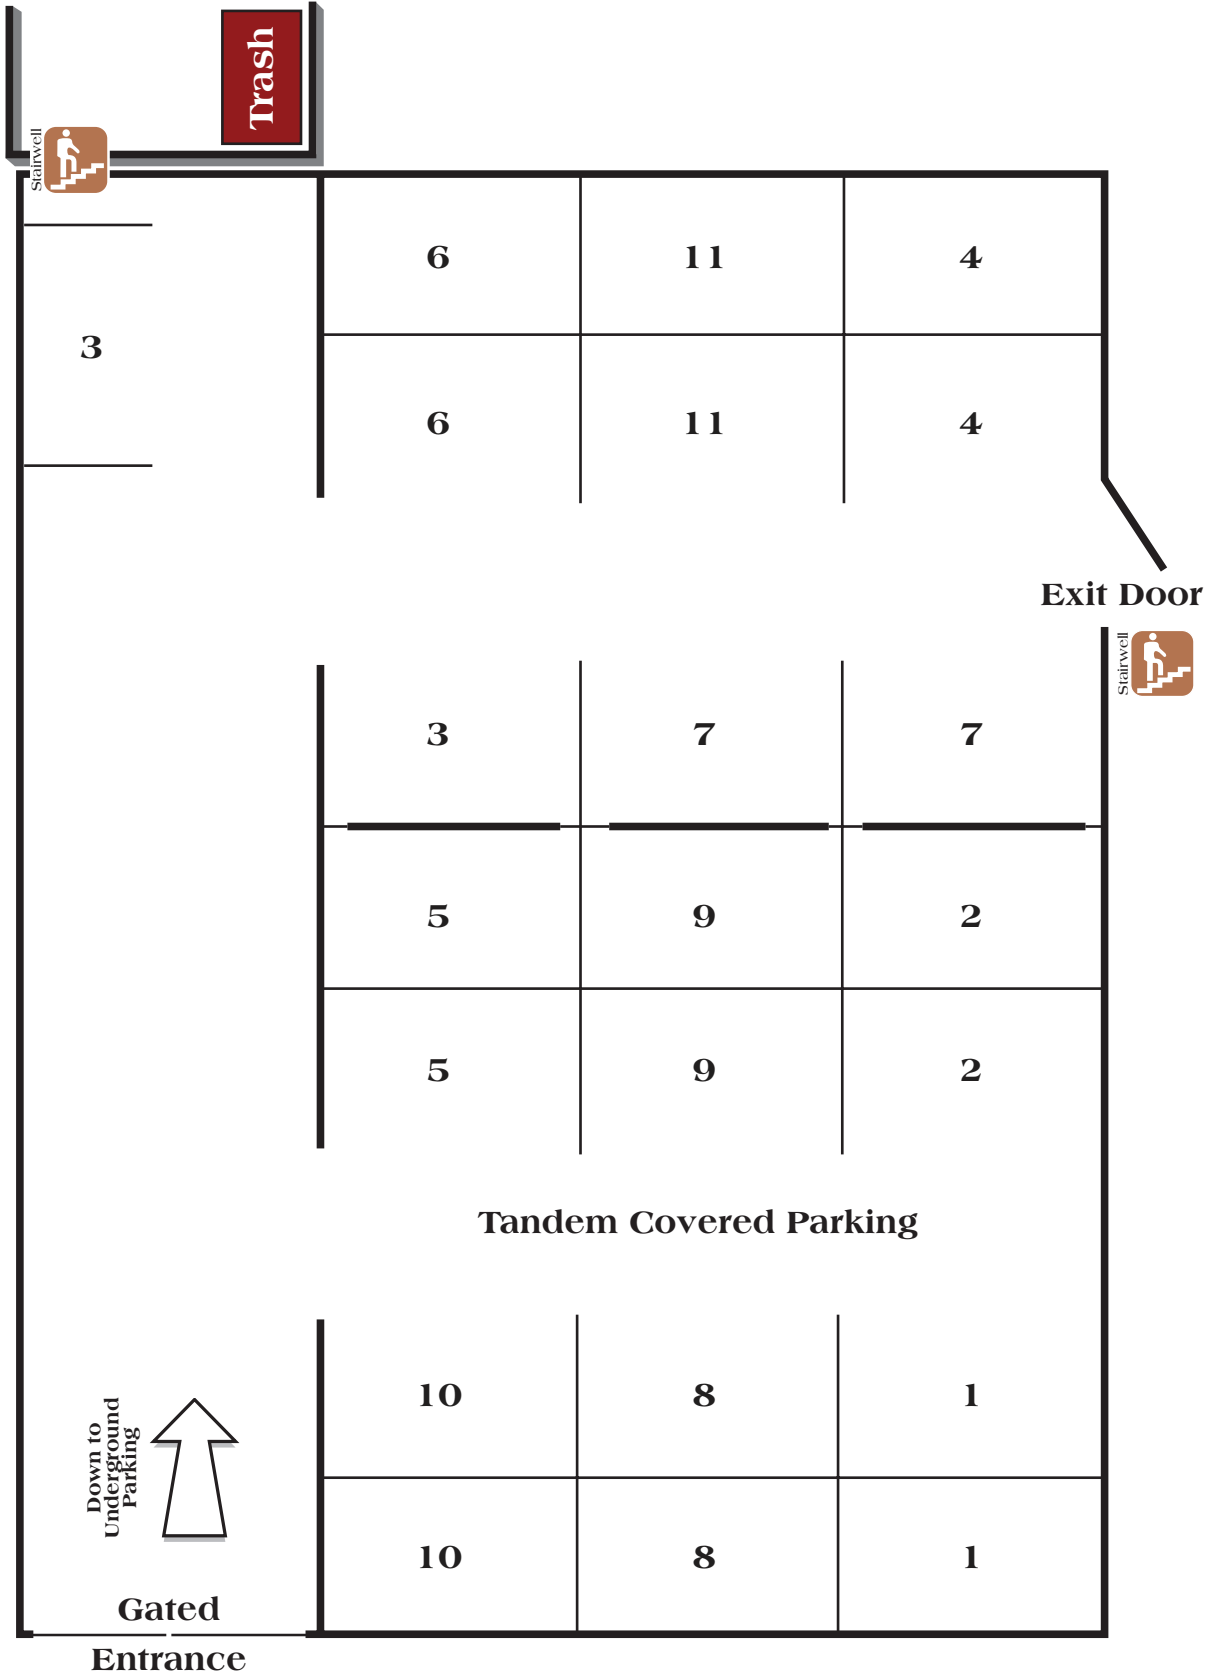 Trash
Stairwell
6 11 4
3
6 11 4
Exit Door
Stairwell
3 7 7
5 9 2
5 9 2
Tandem Covered Parking
10 8 1
Down to
Underground
Parking
10 8 1
Gated
Entrance